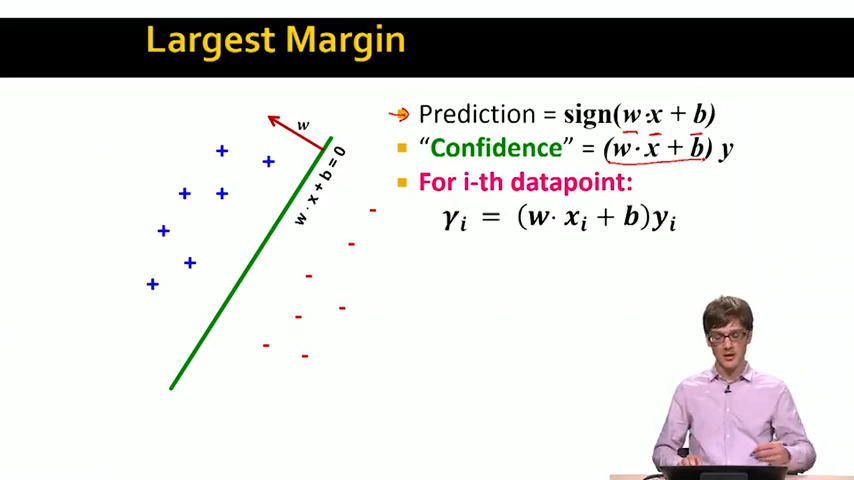 Largest Margin
w
w · x + b = 0
Prediction = sign(w·x + b)
“Confidence” = (w · x + b) y
For i-th datapoint:
γᵢ = (w· xᵢ + b)yᵢ